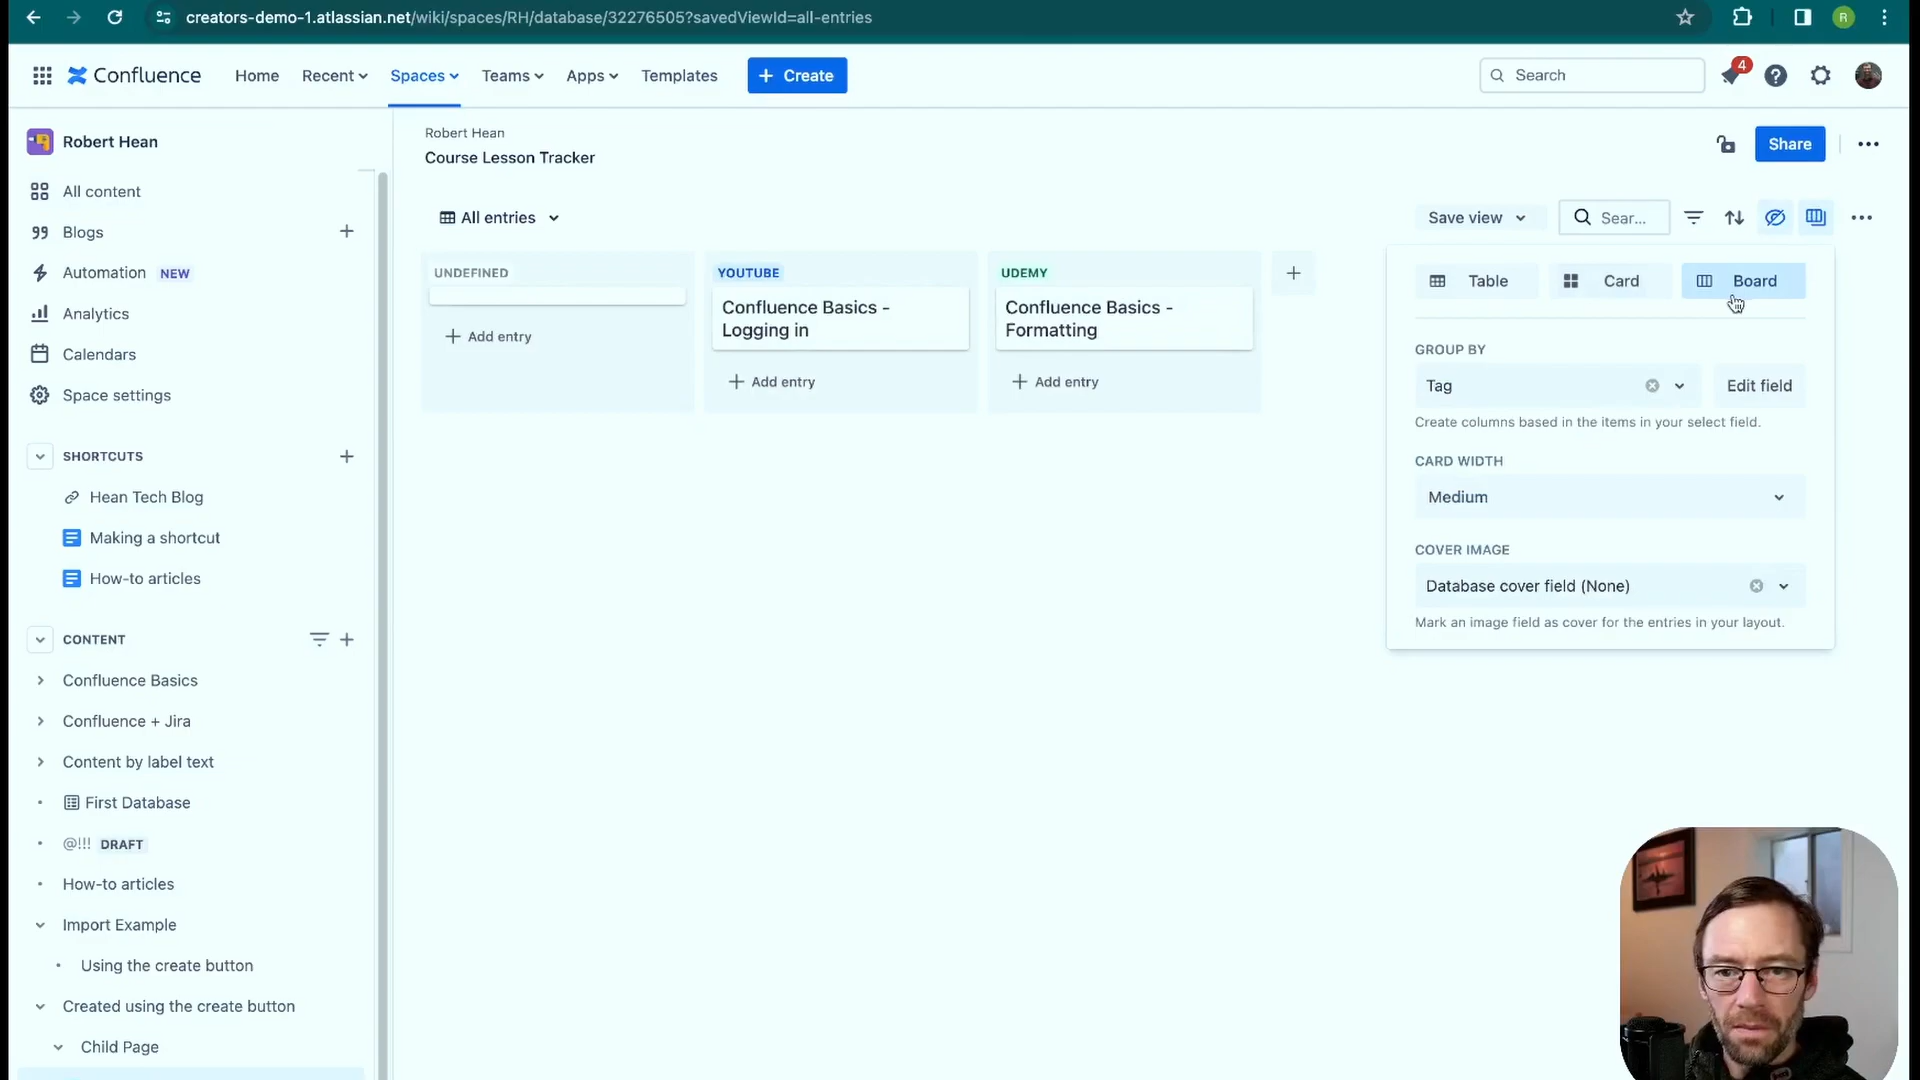 creators-demo-1.atlassian.net/wiki/spaces/RH/database/32276505?savedViewId=all-entries
R
Confluence
Home
Recent
Spaces
Teams
Apps
Templates
+ Create
Search
4
Robert Hean
All content
Blogs
Automation NEW
Analytics
Calendars
Space settings
SHORTCUTS
Hean Tech Blog
Making a shortcut
How-to articles
CONTENT
Confluence Basics
Confluence + Jira
Content by label text
First Database
@!!! DRAFT
How-to articles
Import Example
Using the create button
Created using the create button
Child Page
Robert Hean
Course Lesson Tracker
Share
All entries
Save view
Sear...
UNDEFINED
+ Add entry
YOUTUBE
Confluence Basics -
Logging in
+ Add entry
UDEMY
Confluence Basics -
Formatting
+ Add entry
Table
Card
Board
GROUP BY
Tag
Edit field
Create columns based in the items in your select field.
CARD WIDTH
Medium
COVER IMAGE
Database cover field (None)
Mark an image field as cover for the entries in your layout.